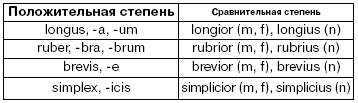 Положительная степень Сравнительная степень
longus, -a, -um longior (m, f), longius (n)
ruber, -bra, -brum rubrior (m, f), rubrius (n)
brevis, -e brevior (m, f), brevius (n)
simplex, -icis simplicior (m, f), simplicius (n)